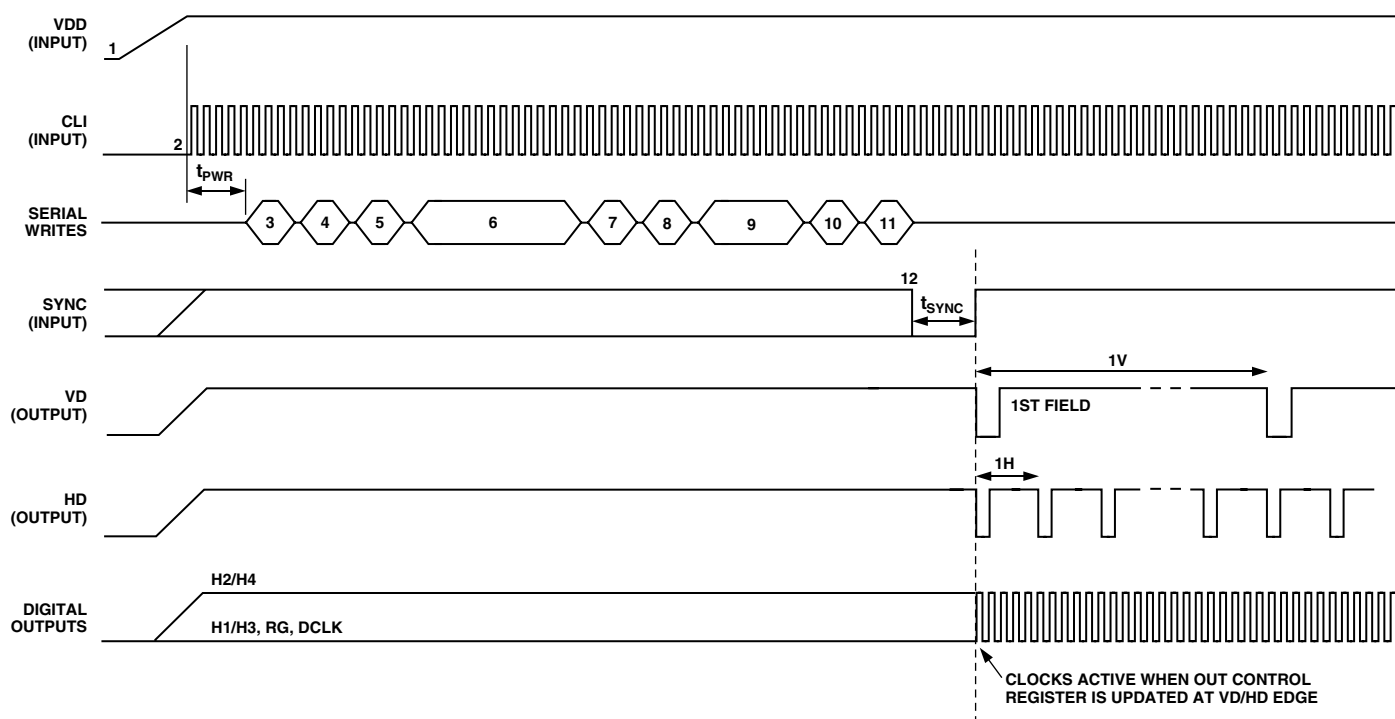 VDD
(INPUT)
1
CLI
(INPUT)
2
tPWR
SERIAL
WRITES
3
4
5
6
7
8
9
10
11
SYNC
(INPUT)
12
tSYNC
VD
(OUTPUT)
1V
1ST FIELD
HD
(OUTPUT)
1H
DIGITAL
OUTPUTS
H2/H4
H1/H3, RG, DCLK
CLOCKS ACTIVE WHEN OUT CONTROL
REGISTER IS UPDATED AT VD/HD EDGE